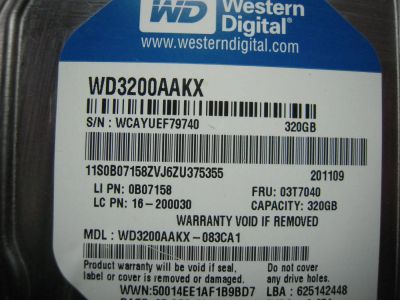 WD Western
Digital®
www.westerndigital.com
WD3200AAKX
S/N : WCAYUEF79740 320GB
11S0B07158ZVJ6ZU375355 201109
LI PN: 0B07158 FRU: 03T7040
LC PN: 16-200030 CAPACITY: 320GB
WARRANTY VOID IF REMOVED
MDL : WD3200AAKX-083CA1
Product warranty will be void if seal, Do not cover
label or cover is removed or damaged. any drive holes.
WWN:50014EE1AF1B9BD7 LBA : 625142448